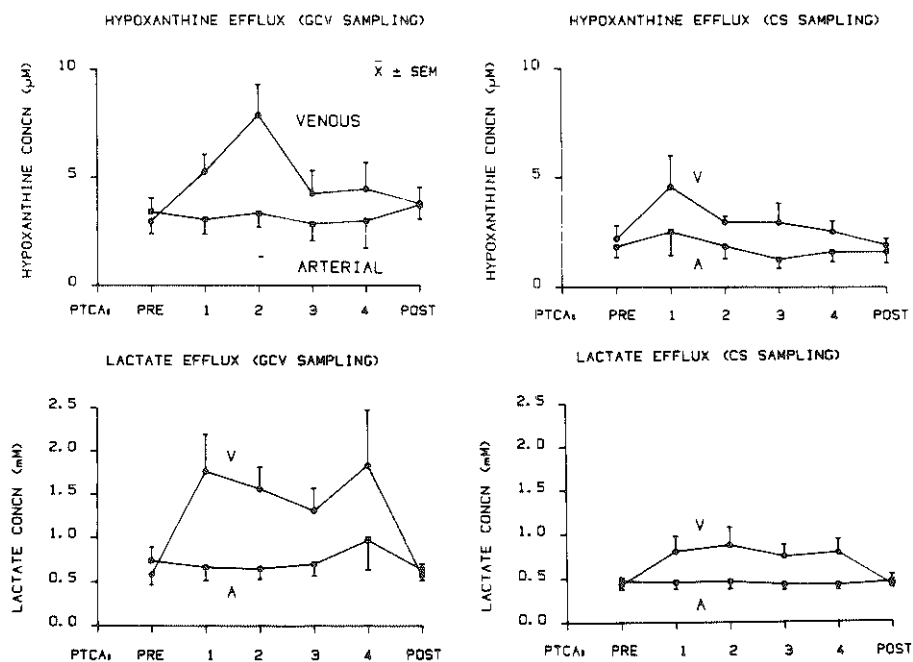 HYPOXANTHINE EFFLUX (GCV SAMPLING)
HYPOXANTHINE CONCN (μM)
10
5
0
X̄ ± SEM
VENOUS
ARTERIAL
PTCA: PRE 1 2 3 4 POST
HYPOXANTHINE EFFLUX (CS SAMPLING)
HYPOXANTHINE CONCN (μM)
10
5
0
V
A
PTCA: PRE 1 2 3 4 POST
LACTATE EFFLUX (GCV SAMPLING)
LACTATE CONCN (mM)
2.5
2.0
1.5
1.0
0.5
0.0
V
A
PTCA: PRE 1 2 3 4 POST
LACTATE EFFLUX (CS SAMPLING)
LACTATE CONCN (mM)
2.5
2.0
1.5
1.0
0.5
0.0
V
A
PTCA: PRE 1 2 3 4 POST